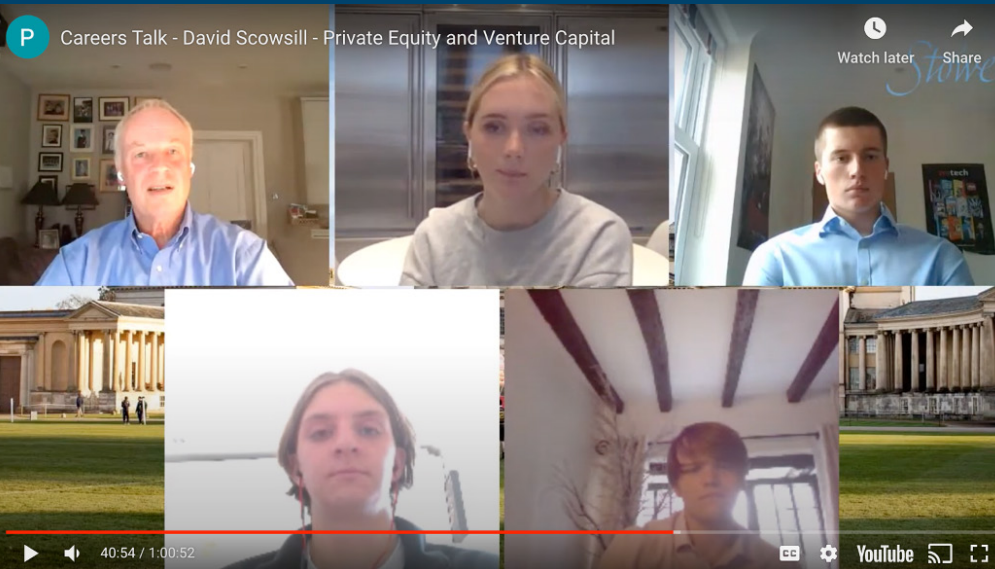 P
Careers Talk - David Scowsill - Private Equity and Venture Capital
Watch later
Share
Stowe
40:54 / 1:00:52
CC
YouTube